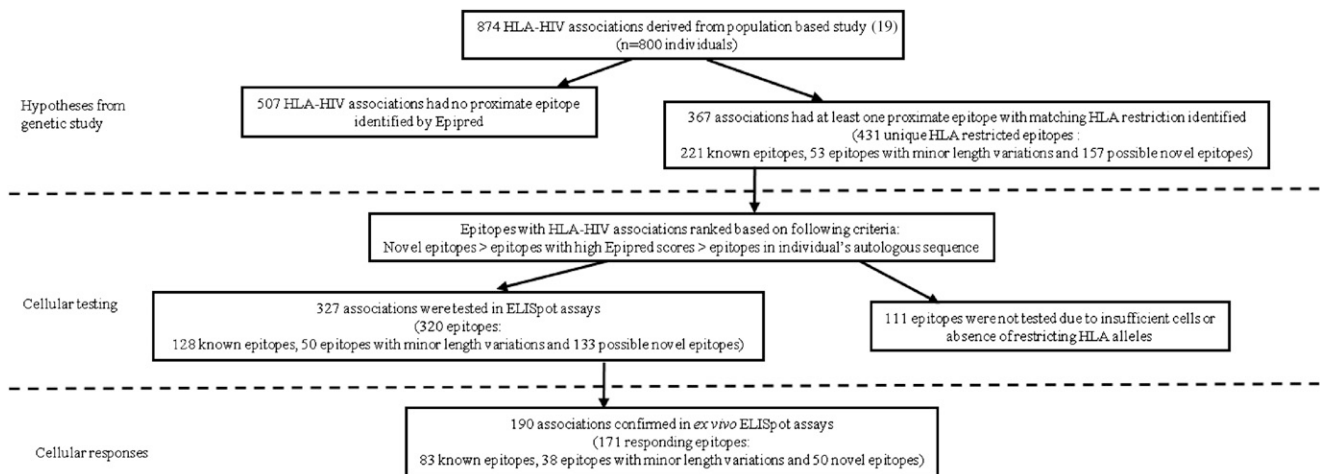 874 HLA-HIV associations derived from population based study (19)
(n=800 individuals)
Hypotheses from
genetic study
507 HLA-HIV associations had no proximate epitope
identified by Epipred
367 associations had at least one proximate epitope with matching HLA restriction identified
(431 unique HLA restricted epitopes :
221 known epitopes, 53 epitopes with minor length variations and 157 possible novel epitopes)
Epitopes with HLA-HIV associations ranked based on following criteria:
Novel epitopes > epitopes with high Epipred scores > epitopes in individual's autologous sequence
Cellular testing
327 associations were tested in ELISpot assays
(320 epitopes:
128 known epitopes, 50 epitopes with minor length variations and 133 possible novel epitopes)
111 epitopes were not tested due to insufficient cells or
absence of restricting HLA alleles
Cellular responses
190 associations confirmed in ex vivo ELISpot assays
(171 responding epitopes:
83 known epitopes, 38 epitopes with minor length variations and 50 novel epitopes)